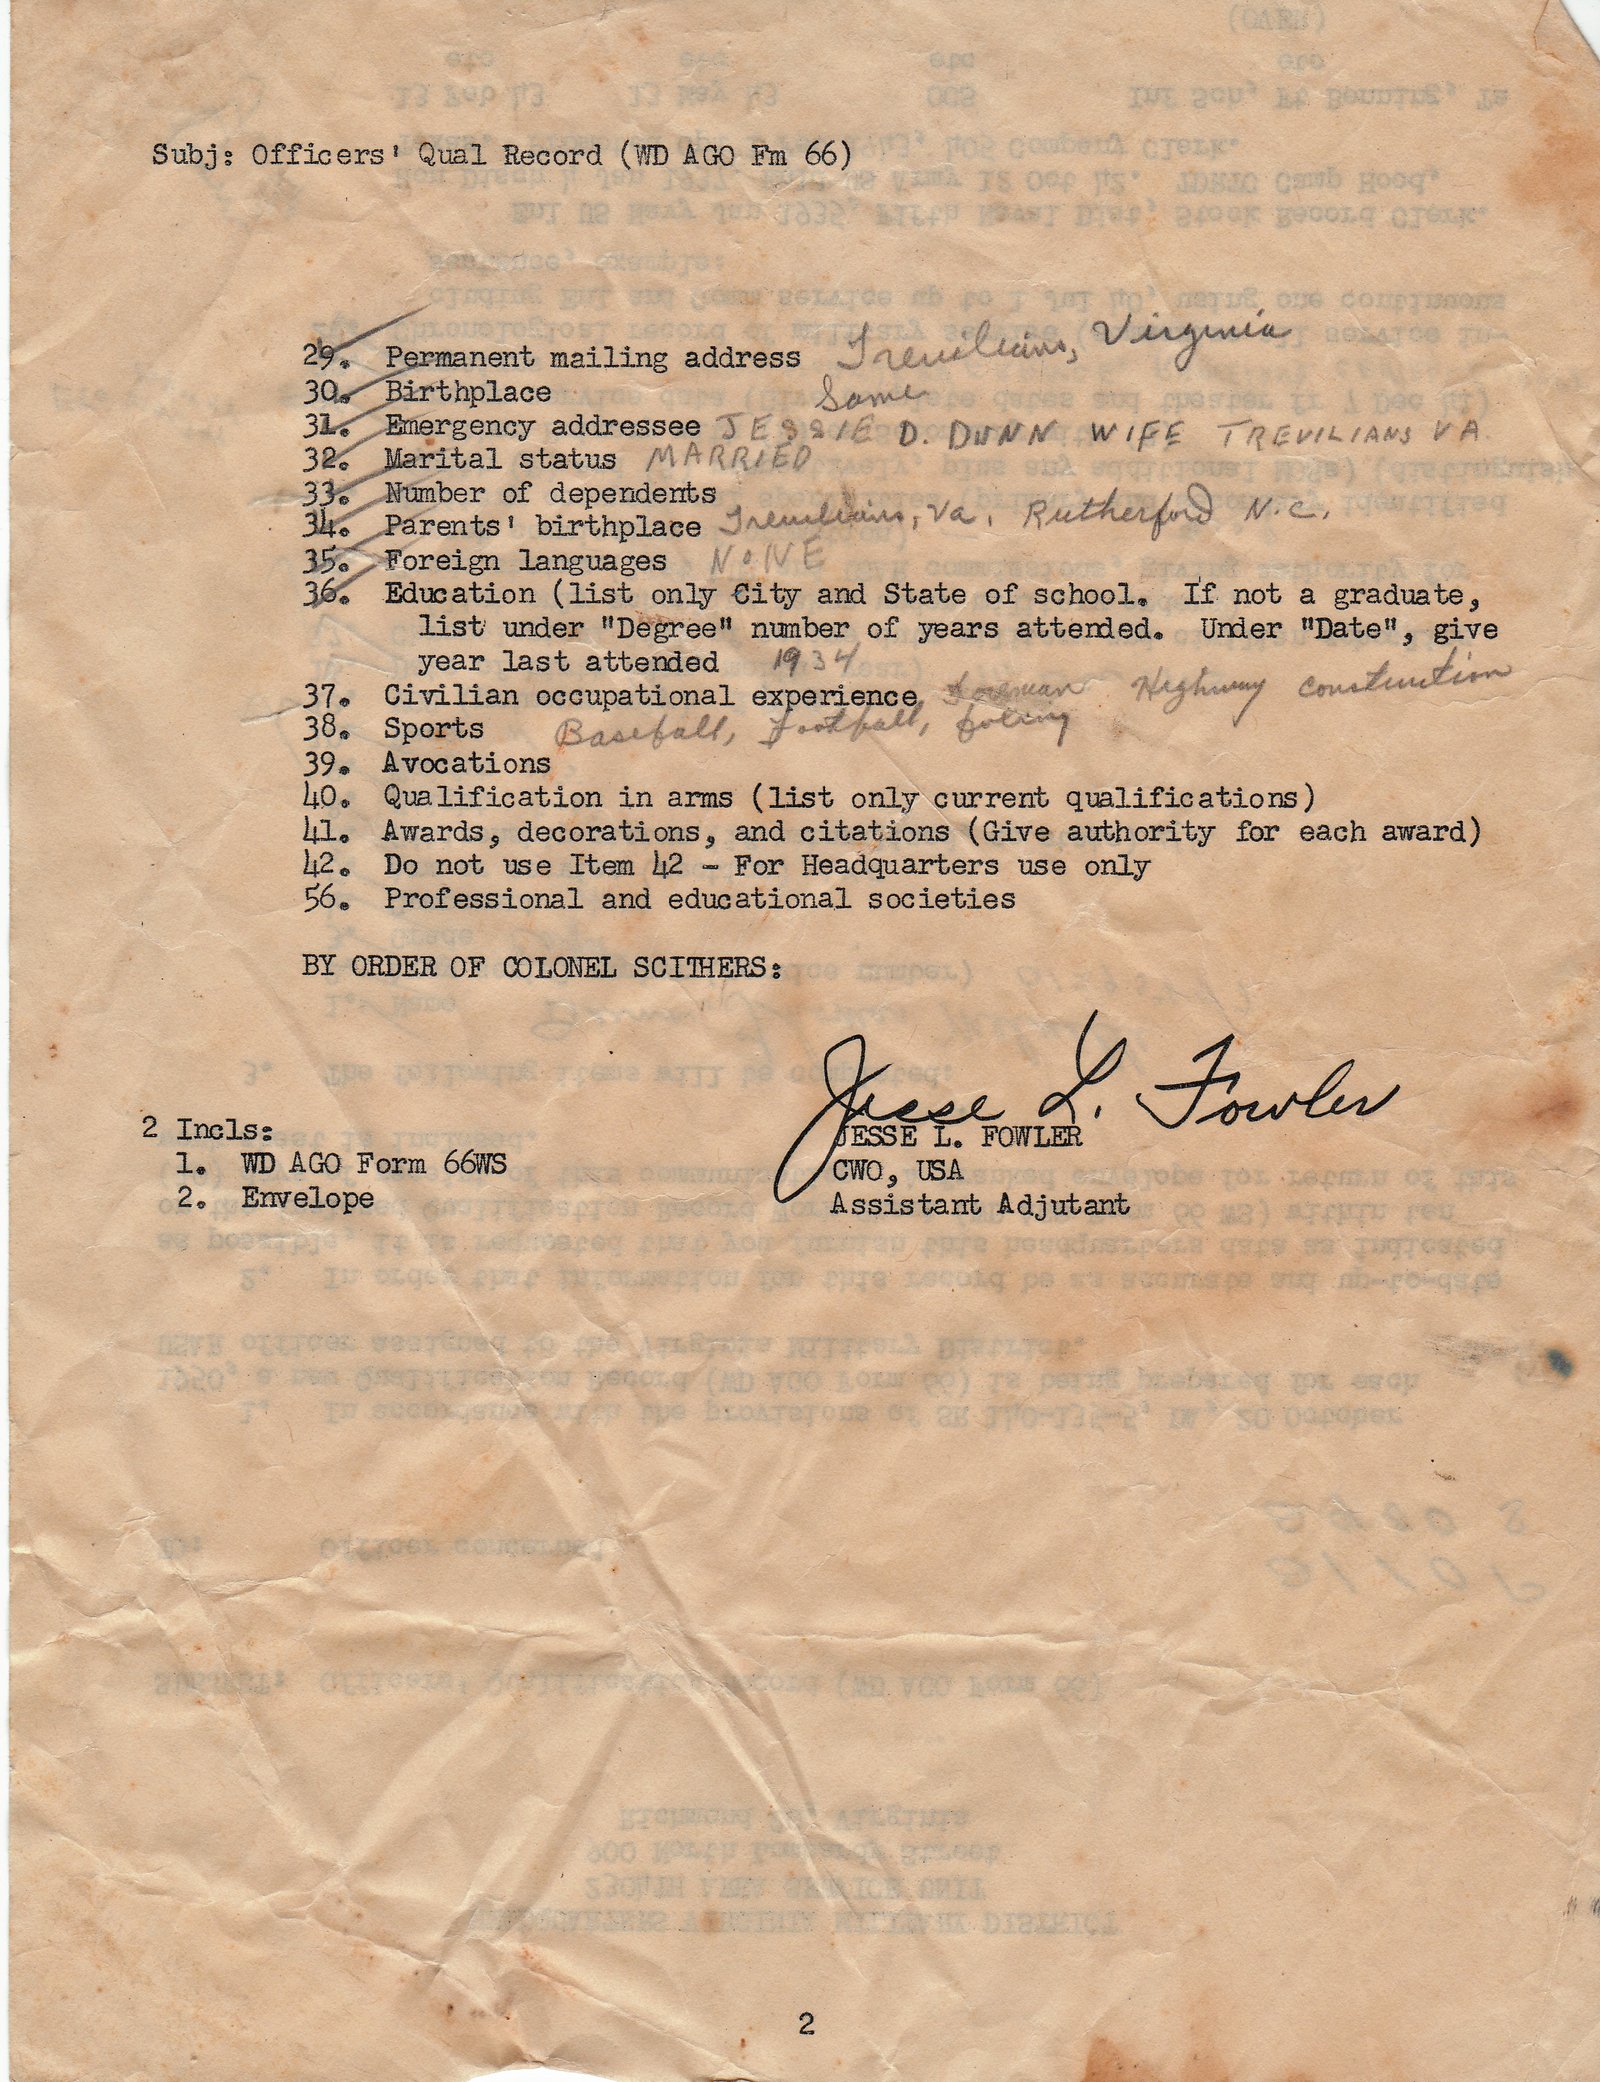 Subj: Officers' Qual Record (WD AGO Fm 66)
29. Permanent mailing address Trevilians, Virginia
30. Birthplace Same
31. Emergency addressee JESSIE D. DUNN WIFE TREVILIANS VA
32. Marital status MARRIED
33. Number of dependents
34. Parents' birthplace Trevilians, Va, Rutherford N.C.
35. Foreign languages NONE
36. Education (list only City and State of school. If not a graduate,
list under "Degree" number of years attended. Under "Date", give
year last attended 1934
37. Civilian occupational experience Foreman Highway construction
38. Sports Baseball, Football,
39. Avocations
40. Qualification in arms (list only current qualifications)
41. Awards, decorations, and citations (Give authority for each award)
42. Do not use Item 42 - For Headquarters use only
56. Professional and educational societies
BY ORDER OF COLONEL SCITHERS:
Jesse L. Fowler
2 Incls:
1. WD AGO Form 66WS
2. Envelope
JESSE L. FOWLER
CWO, USA
Assistant Adjutant
2